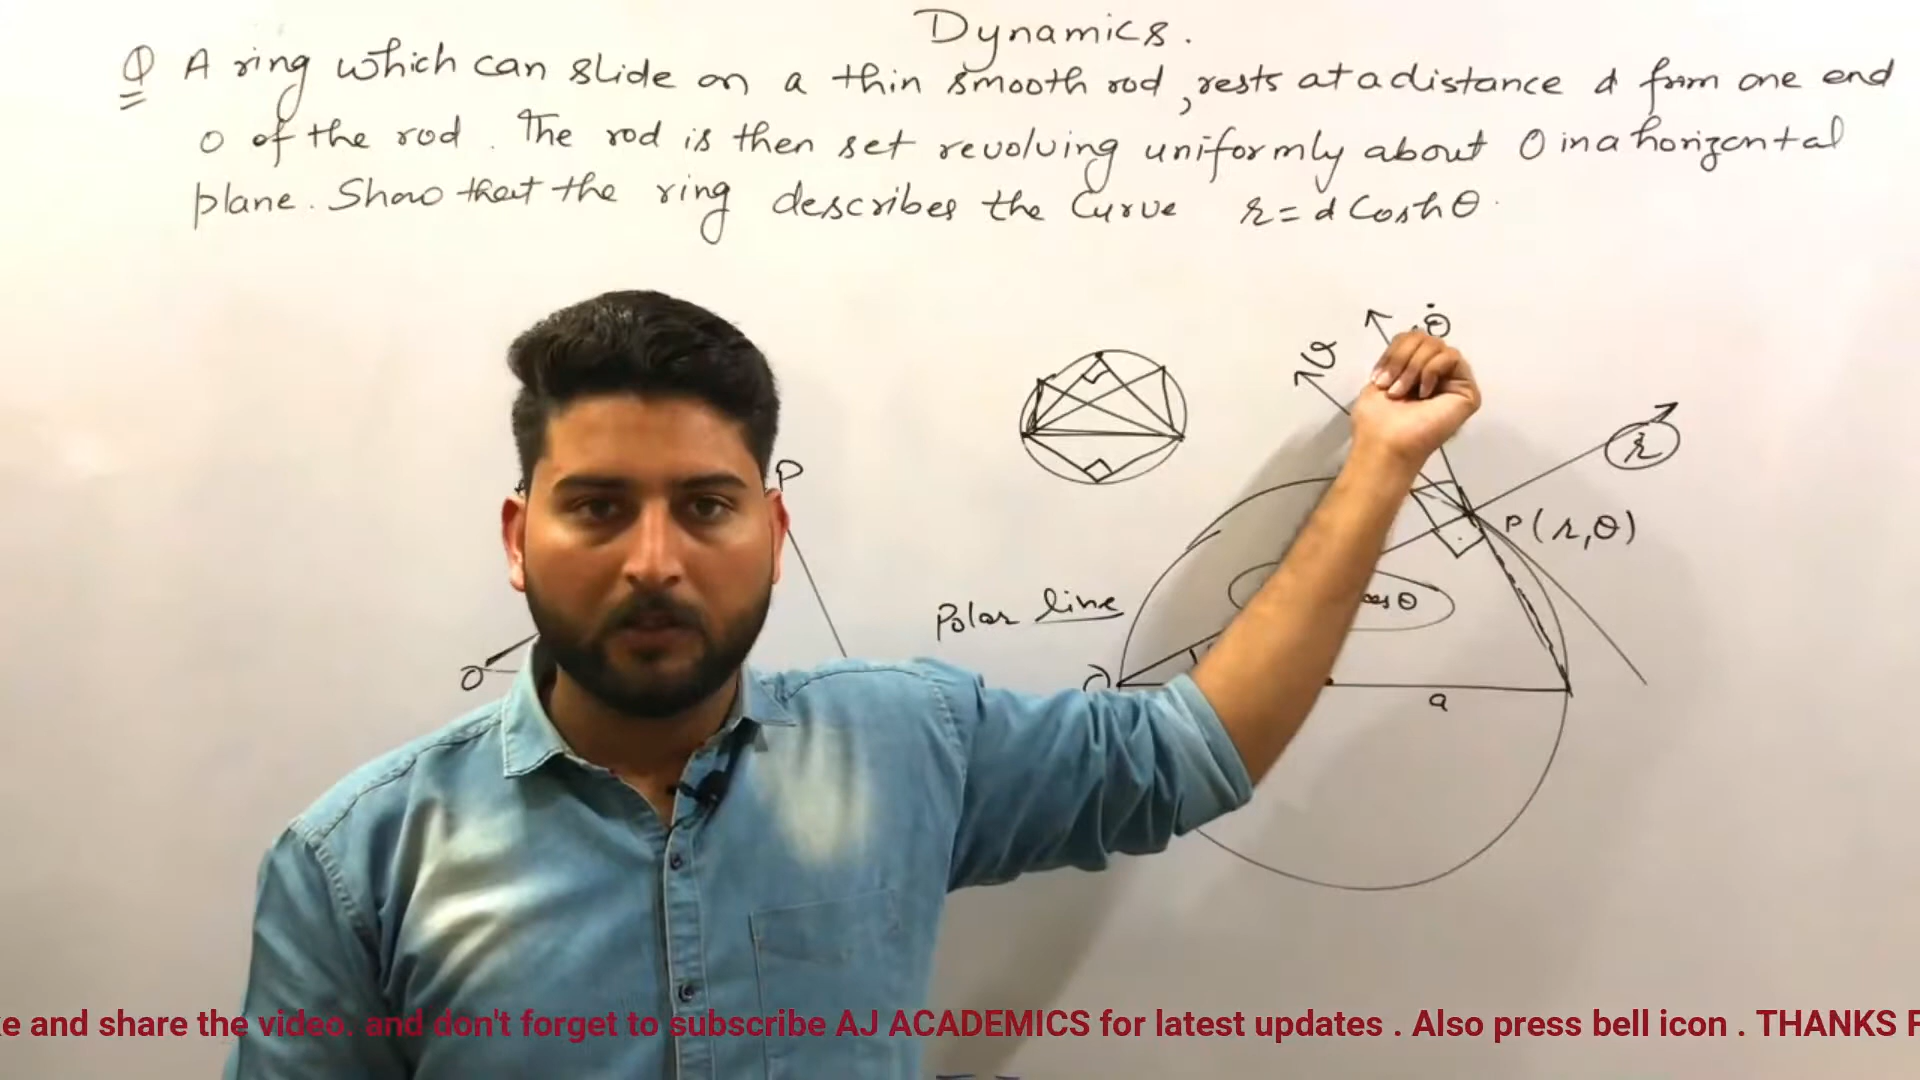 Dynamics.
Q A ring which can slide on a thin smooth rod, rests at a distance d from one end
O of the rod. The rod is then set revolving uniformly about O in a horizontal
plane. Show that the ring describes the curve r = d Cosh θ.
θ̇
r
P
P(r,θ)
Polar line
cos θ
O
O
a
e and share the video. and don't forget to subscribe AJ ACADEMICS for latest updates . Also press bell icon . THANKS F